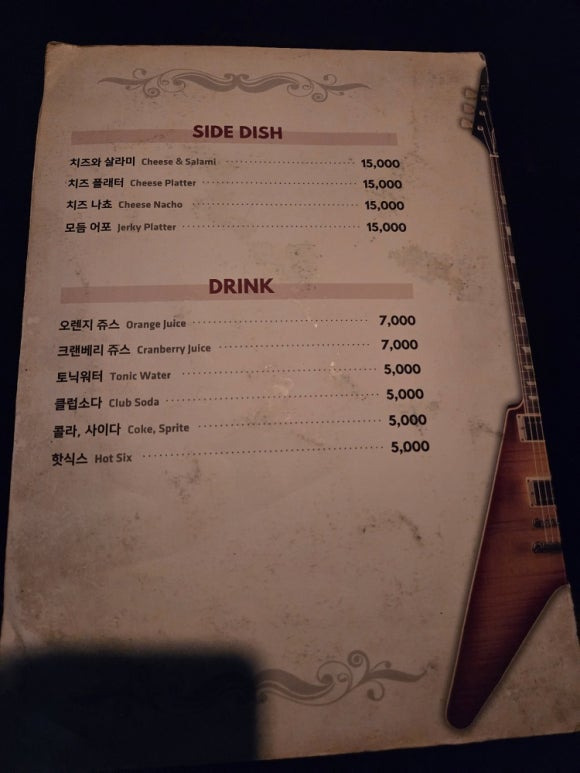 SIDE DISH
치즈와 살라미 Cheese & Salami 15,000
치즈 플래터 Cheese Platter 15,000
치즈 나쵸 Cheese Nacho 15,000
모듬 어포 Jerky Platter 15,000
DRINK
오렌지 쥬스 Orange Juice 7,000
크랜베리 쥬스 Cranberry Juice 7,000
토닉워터 Tonic Water 5,000
클럽소다 Club Soda 5,000
콜라, 사이다 Coke, Sprite 5,000
핫식스 Hot Six 5,000